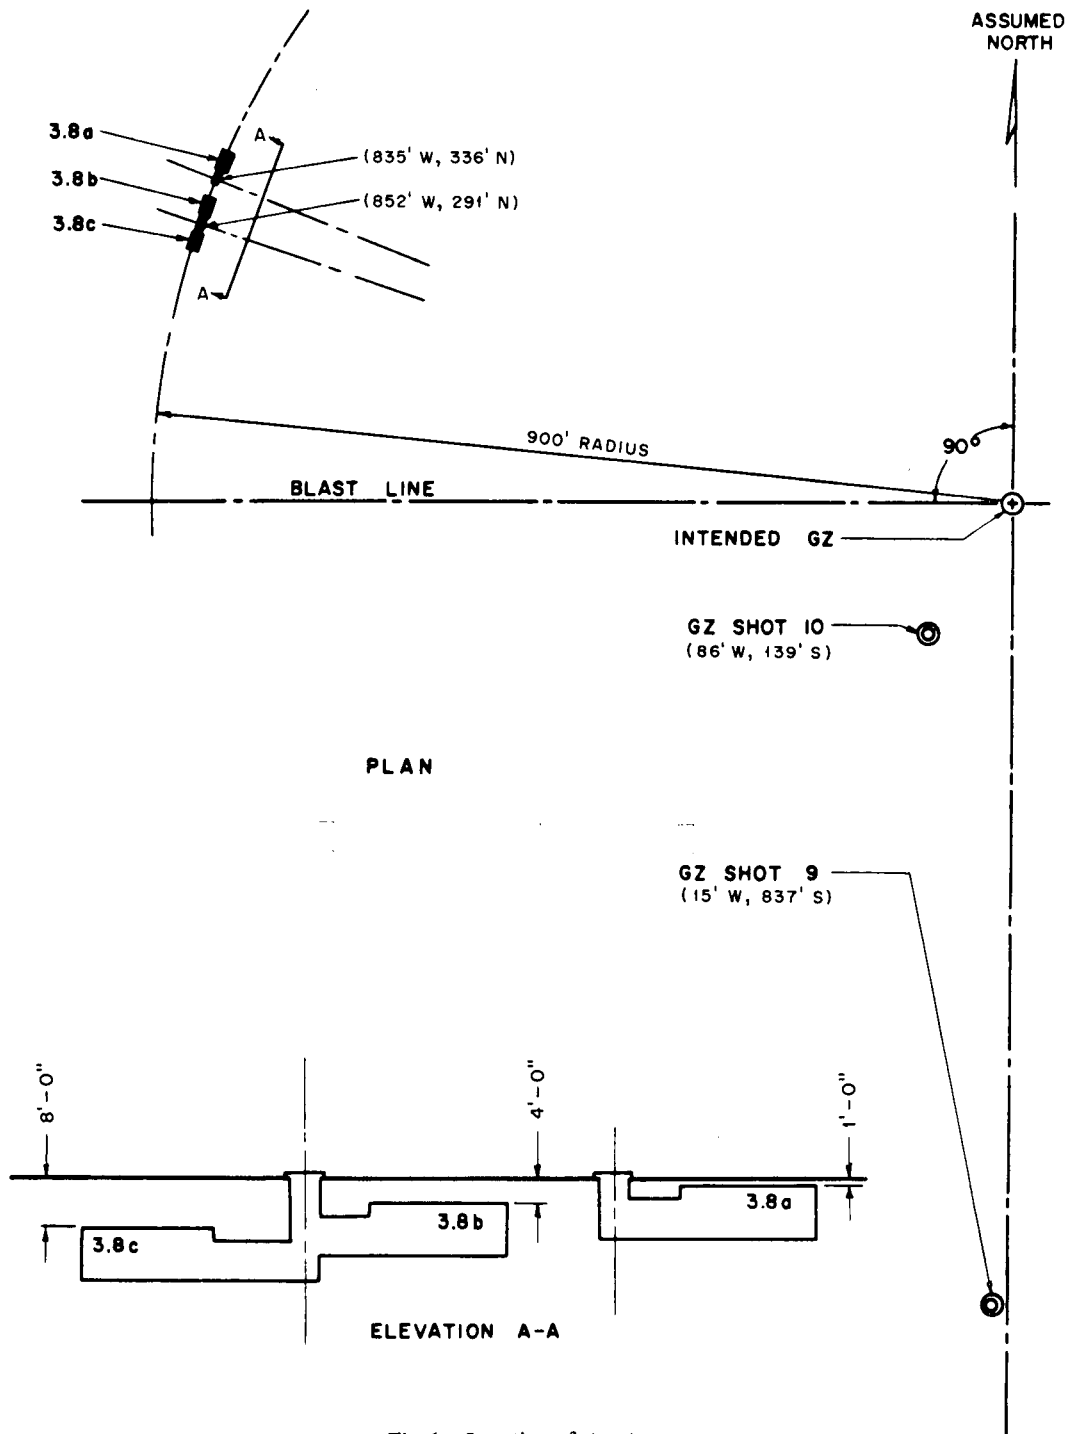 ASSUMED
NORTH
3.8a
A
(835' W, 336' N)
3.8b
(852' W, 291' N)
3.8c
A
900' RADIUS
90°
BLAST LINE
INTENDED GZ
GZ SHOT 10
(86' W, 139' S)
PLAN
GZ SHOT 9
(15' W, 837' S)
8'-0"
4'-0"
1'-0"
3.8a
3.8b
3.8c
ELEVATION A-A